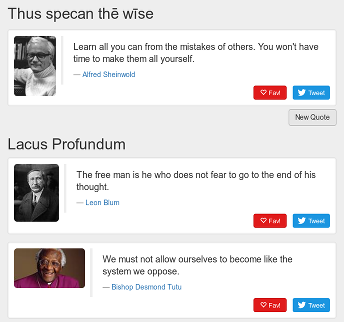 Thus specan thē wīse
Learn all you can from the mistakes of others. You won't have
time to make them all yourself.
— Alfred Sheinwold
Fav!
Tweet
New Quote
Lacus Profundum
The free man is he who does not fear to go to the end of his
thought.
— Leon Blum
Fav!
Tweet
We must not allow ourselves to become like the
system we oppose.
— Bishop Desmond Tutu
Fav!
Tweet